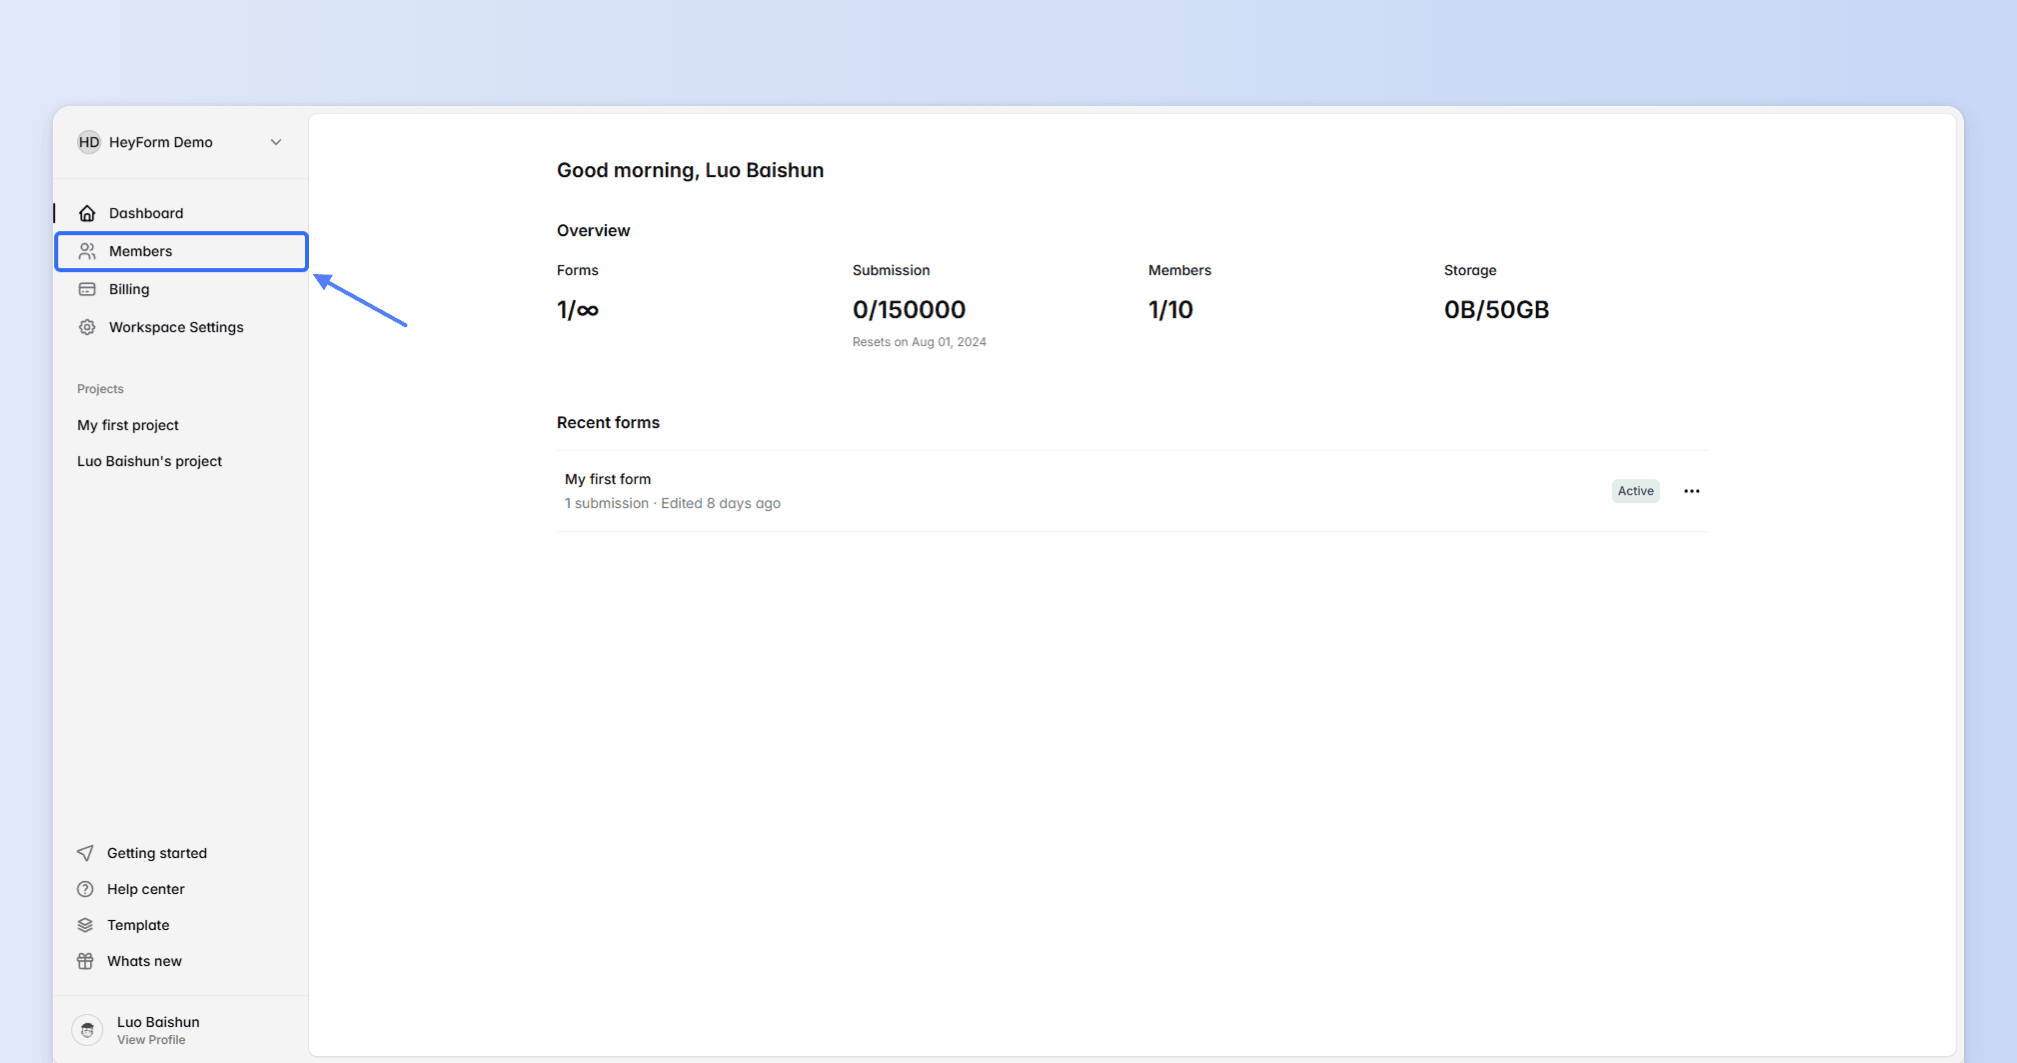 HD HeyForm Demo
Dashboard
Members
Billing
Workspace Settings
Projects
My first project
Luo Baishun's project
Getting started
Help center
Template
Whats new
Luo Baishun
View Profile
Good morning, Luo Baishun
Overview
Forms
1/∞
Submission
0/150000
Resets on Aug 01, 2024
Members
1/10
Storage
0B/50GB
Recent forms
My first form
1 submission · Edited 8 days ago
Active